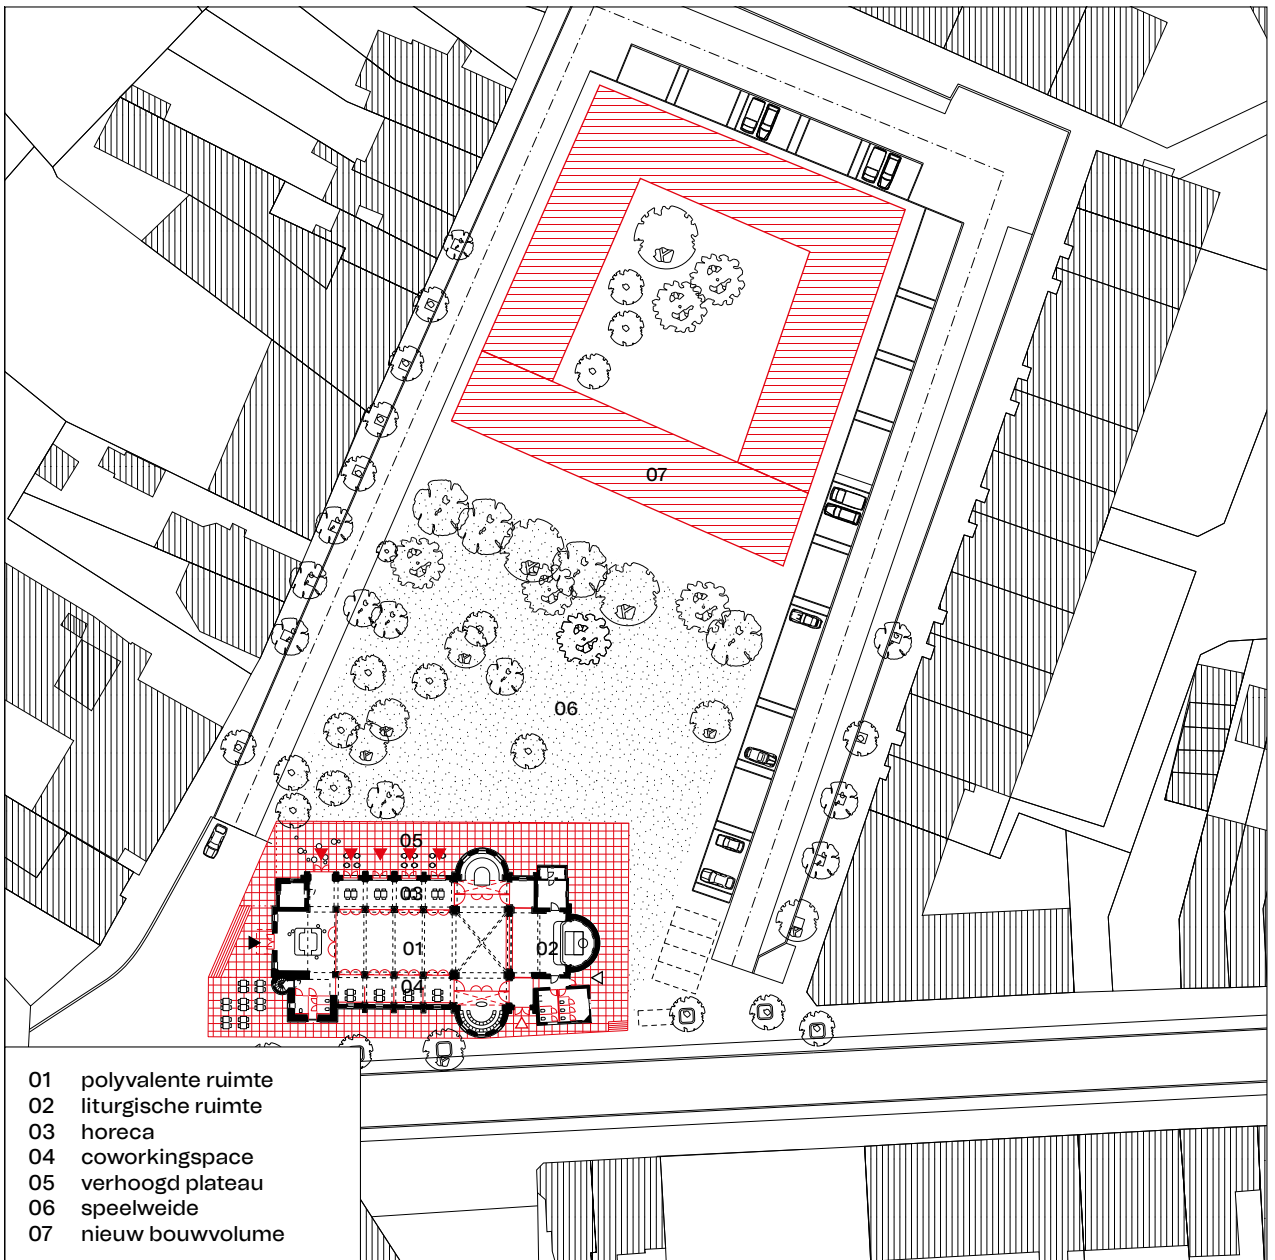 07
06
05
03
01
02
04
01 polyvalente ruimte
02 liturgische ruimte
03 horeca
04 coworkingspace
05 verhoogd plateau
06 speelweide
07 nieuw bouwvolume